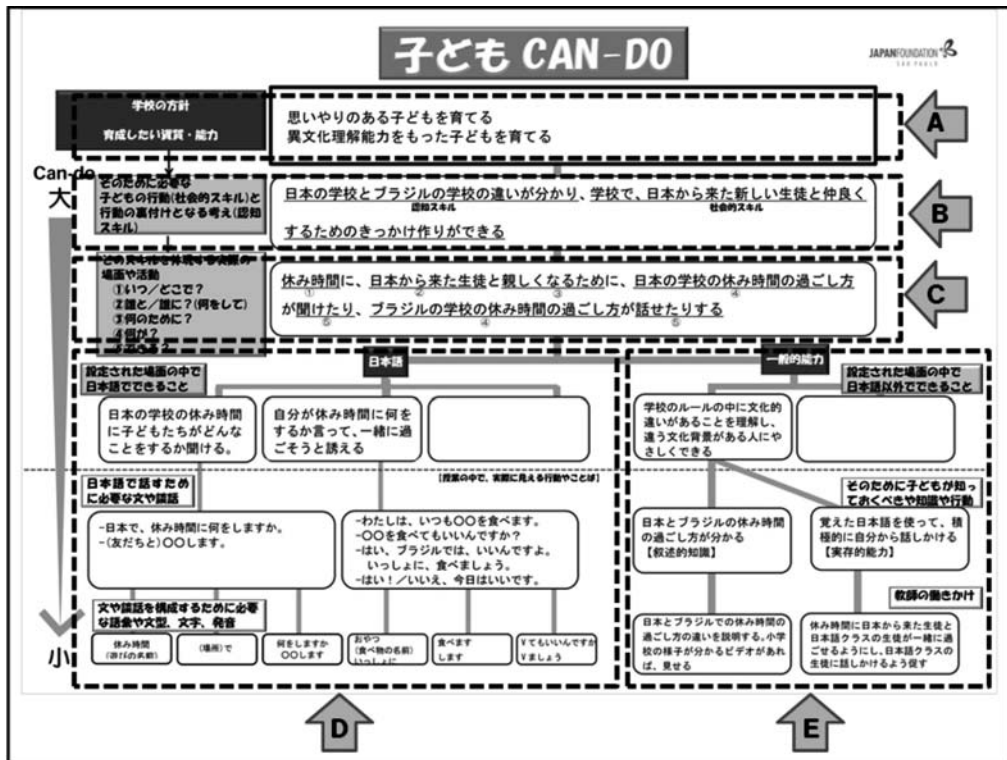 子ども CAN-DO
JAPANFOUNDATION
SAO PAULO
学校の方針
育成したい資質・能力
思いやりのある子どもを育てる
異文化理解能力をもった子どもを育てる
A
Can-do
大
そのために必要な
子どもの行動(社会的スキル)と
行動の裏付けとなる考え(認知
スキル)
日本の学校とブラジルの学校の違いが分かり、学校で、日本から来た新しい生徒と仲良く
認知スキル
社会的スキル
するためのきっかけ作りができる
B
そのスキルを体現する実際の
場面や活動
①いつ/どこで?
②誰と/誰に?(何をして)
③何のために?
④何が?
休み時間に、日本から来た生徒と親しくなるために、日本の学校の休み時間の過ごし方
① ② ③ ④
が聞けたり、ブラジルの学校の休み時間の過ごし方が話せたりする
⑤ ④ ⑤
C
日本語
設定された場面の中で
日本語でできること
日本の学校の休み時間
に子どもたちがどんな
ことをするか聞ける。
自分が休み時間に何を
するか言って、一緒に過
ごそうと誘える
一般的能力
設定された場面の中で
日本語以外でできること
学校のルールの中に文化的
違いがあることを理解し、
違う文化背景がある人にや
さしくできる
【授業の中で、実際に見える行動やことば】
日本語で話すため
に必要な文や談話
-日本で、休み時間に何をしますか。
-(友だちと)〇〇します。
-わたしは、いつも〇〇を食べます。
-〇〇を食べてもいいんですか?
-はい、ブラジルでは、いいんですよ。
いっしょに、食べましょう。
-はい!/いいえ、今日はいいです。
そのために子どもが知っ
ておくべきや知識や行動
日本とブラジルの休み時間
の過ごし方が分かる
【叙述的知識】
覚えた日本語を使って、積
極的に自分から話しかける
【実存的能力】
文や談話を構成するために必要
な語彙や文型、文字、発音
小
休み時間
(遊びの名前)
(場所)で
何をしますか
〇〇します
おやつ
(食べ物の名前)
いっしょに
食べます
します
Vてもいいんですか
Vましょう
教師の働きかけ
日本とブラジルでの休み時間の
過ごし方の違いを説明する。小学
校の様子が分かるビデオがあれ
ば、見せる
休み時間に日本から来た生徒と
日本語クラスの生徒が一緒に過
ごせるようにし、日本語クラスの
生徒に話しかけるよう促す
D
E